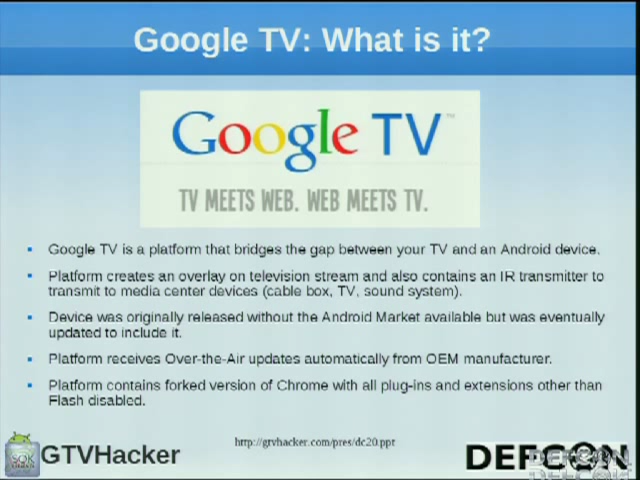 Google TV: What is it?
Google TV™
TV MEETS WEB. WEB MEETS TV.
Google TV is a platform that bridges the gap between your TV and an Android device.
Platform creates an overlay on television stream and also contains an IR transmitter to
transmit to media center devices (cable box, TV, sound system).
Device was originally released without the Android Market available but was eventually
updated to include it.
Platform receives Over-the-Air updates automatically from OEM manufacturer.
Platform contains forked version of Chrome with all plug-ins and extensions other than
Flash disabled.
http://gtvhacker.com/pres/dc20.ppt
GTVHacker
DEFCON
DEFCON